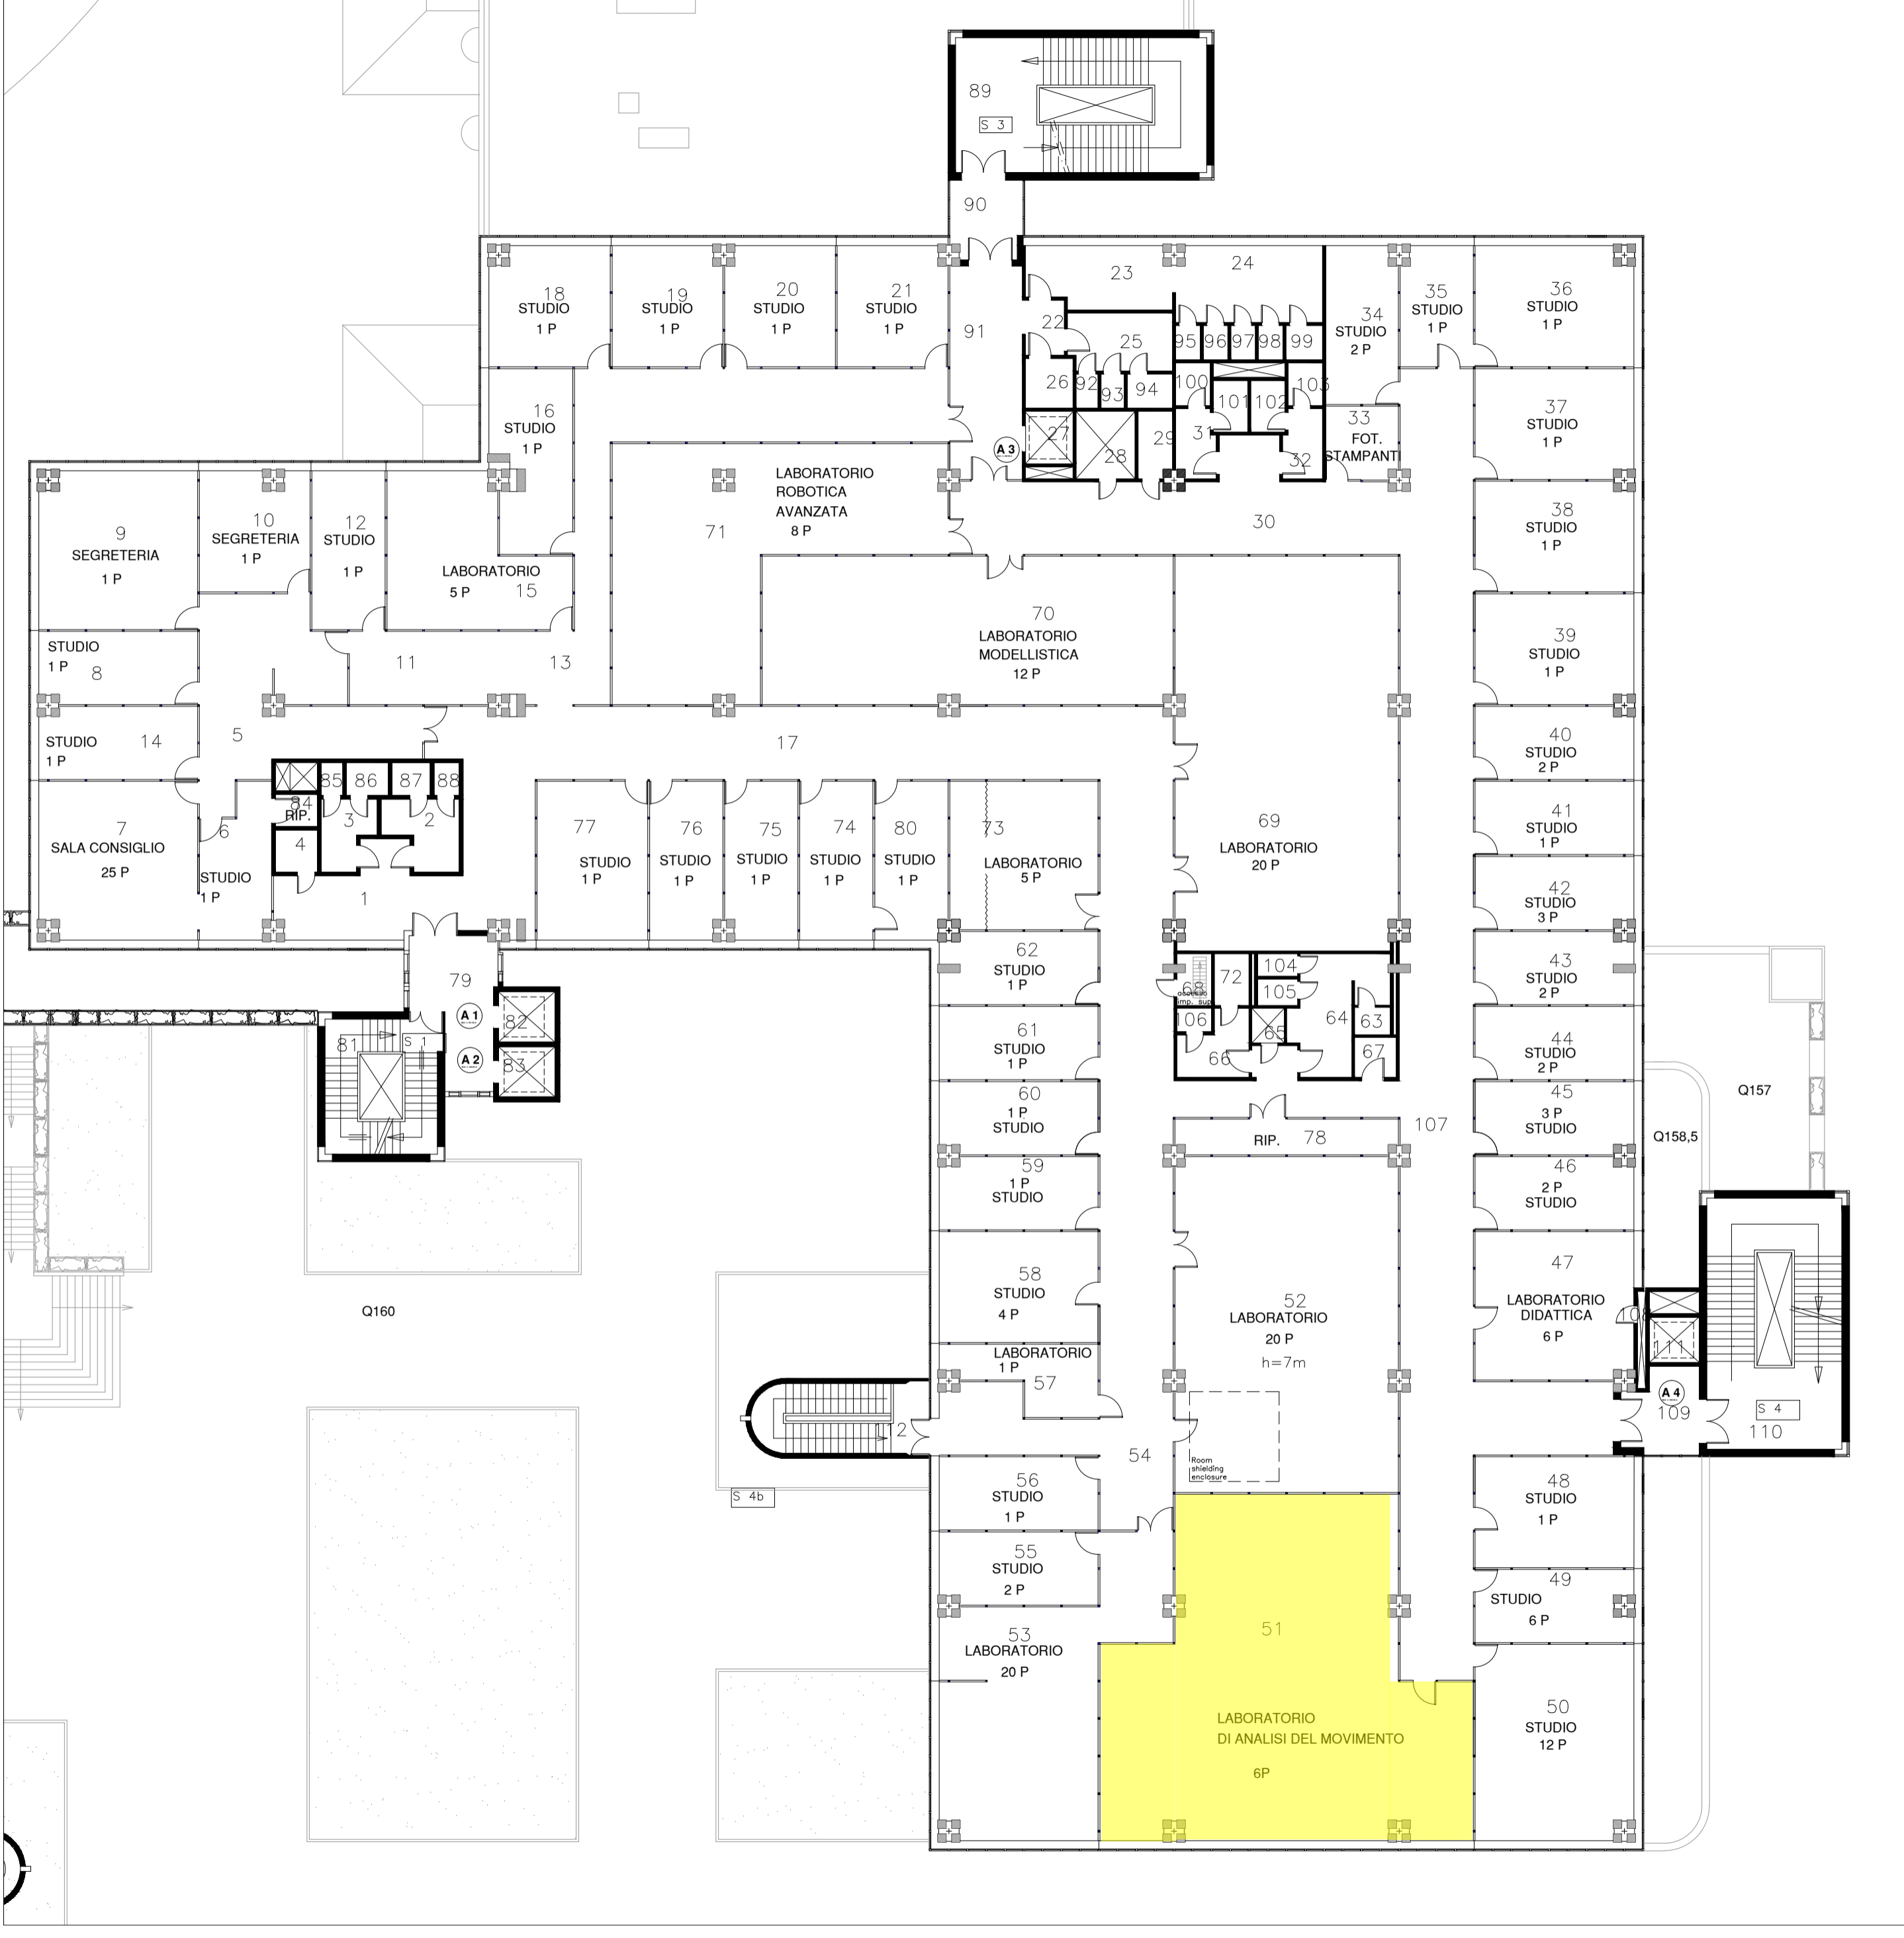 89
S 3
90
18
STUDIO
1 P
19
STUDIO
1 P
20
STUDIO
1 P
21
STUDIO
1 P
91
22
23
24
25
26
92
93
94
95
96
97
98
99
100
101
102
103
27
28
29
31
32
A 3
34
STUDIO
2 P
35
STUDIO
1 P
36
STUDIO
1 P
33
FOT.
STAMPANTI
37
STUDIO
1 P
16
STUDIO
1 P
9
SEGRETERIA
1 P
10
SEGRETERIA
1 P
12
STUDIO
1 P
LABORATORIO
5 P
15
71
LABORATORIO
ROBOTICA
AVANZATA
8 P
30
38
STUDIO
1 P
70
LABORATORIO
MODELLISTICA
12 P
39
STUDIO
1 P
STUDIO
1 P
8
11
13
STUDIO
1 P
14
5
17
40
STUDIO
2 P
84
RIP.
85
86
87
88
3
2
4
6
7
SALA CONSIGLIO
25 P
STUDIO
1 P
1
77
STUDIO
1 P
76
STUDIO
1 P
75
STUDIO
1 P
74
STUDIO
1 P
80
STUDIO
1 P
73
LABORATORIO
5 P
69
LABORATORIO
20 P
41
STUDIO
1 P
42
STUDIO
3 P
79
A 1
A 2
82
83
81
S 1
62
STUDIO
1 P
68
72
104
105
106
65
66
64
63
67
43
STUDIO
2 P
61
STUDIO
1 P
44
STUDIO
2 P
60
1 P
STUDIO
RIP.
78
107
45
3 P
STUDIO
Q157
Q158,5
59
1 P
STUDIO
46
2 P
STUDIO
58
STUDIO
4 P
52
LABORATORIO
20 P
h=7m
47
LABORATORIO
DIDATTICA
6 P
Q160
LABORATORIO
1 P
57
111
A 4
109
S 4
110
54
Room
shielding
enclosure
S 4b
56
STUDIO
1 P
48
STUDIO
1 P
55
STUDIO
2 P
49
STUDIO
6 P
53
LABORATORIO
20 P
51
LABORATORIO
DI ANALISI DEL MOVIMENTO
6P
50
STUDIO
12 P